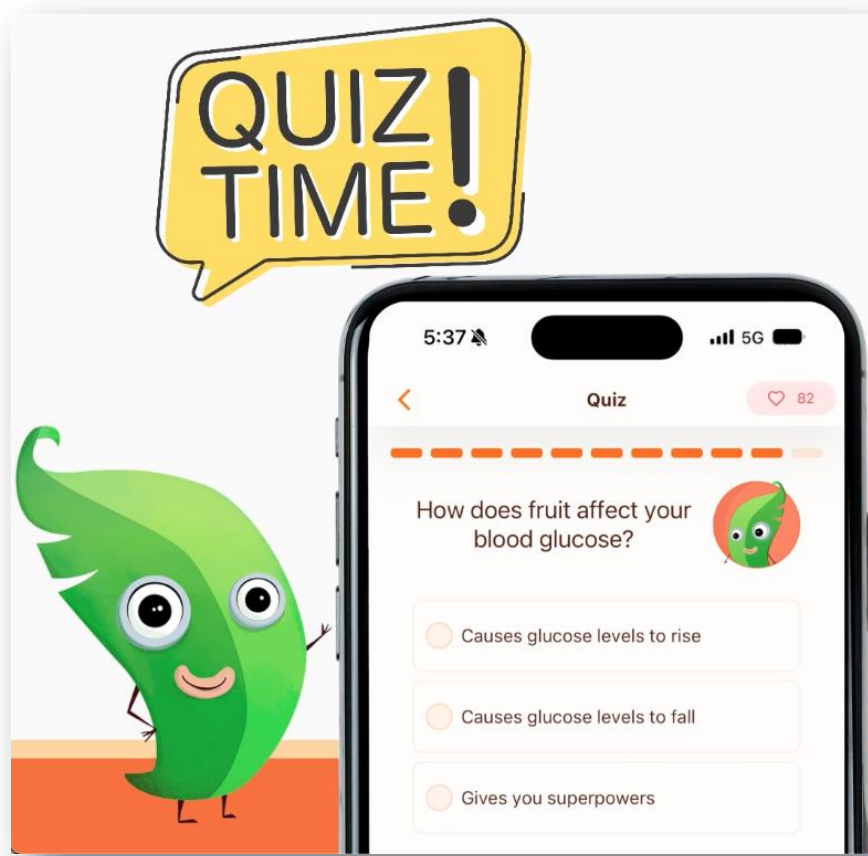 QUIZ
TIME!
5:37
5G
Quiz
82
How does fruit affect your
blood glucose?
Causes glucose levels to rise
Causes glucose levels to fall
Gives you superpowers